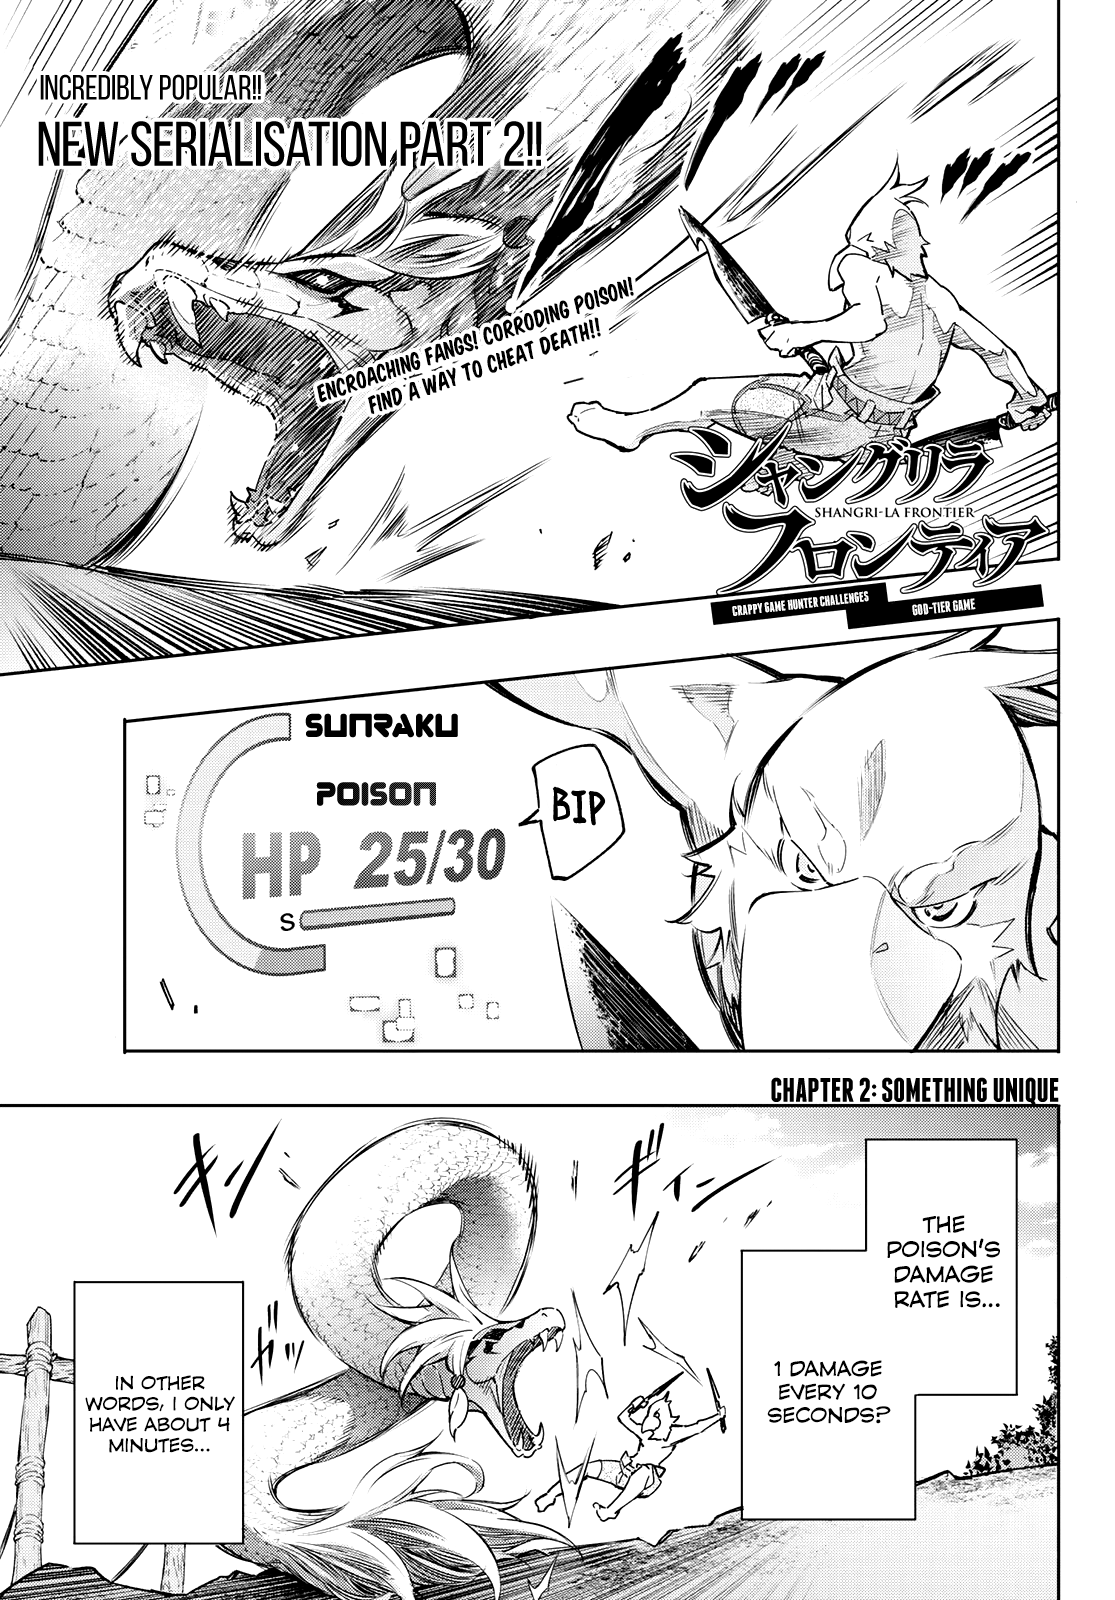 INCREDIBLY POPULAR!!
NEW SERIALISATION PART 2!!
ENCROACHING FANGS! CORRODING POISON!
FIND A WAY TO CHEAT DEATH!!
シャングリラ
SHANGRI-LA FRONTIER
フロンティア
CRAPPY GAME HUNTER CHALLENGES
GOD-TIER GAME
SUNRAKU
POISON
HP 25/30
S
BIP
CHAPTER 2: SOMETHING UNIQUE
THE
POISON'S
DAMAGE
RATE IS...
1 DAMAGE
EVERY 10
SECONDS?
IN OTHER
WORDS, I ONLY
HAVE ABOUT 4
MINUTES...